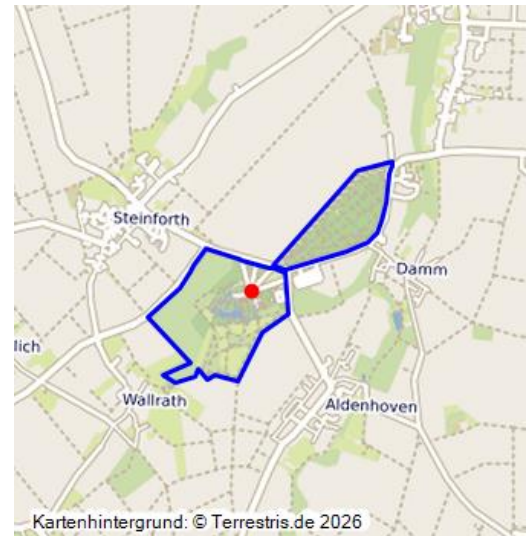 Steinforth
Damm
lich
Wallrath
Aldenhoven
Kartenhintergrund: © Terrestris.de 2026